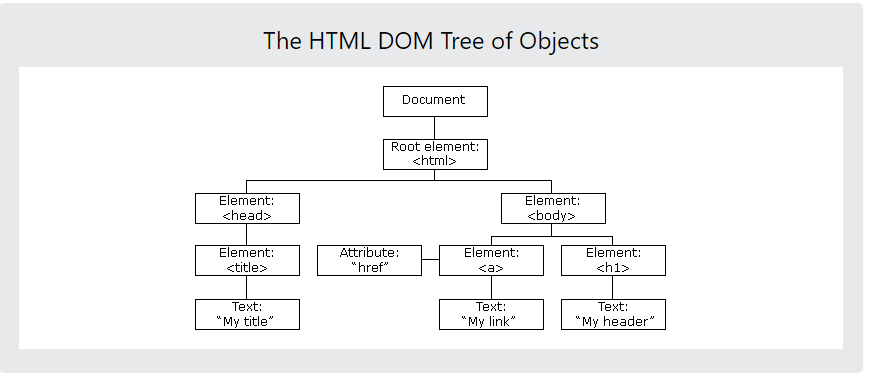 The HTML DOM Tree of Objects
Document
Root element:
<html>
Element:
<head>
Element:
<body>
Element:
<title>
Attribute:
“href”
Element:
<a>
Element:
<h1>
Text:
“My title”
Text:
“My link”
Text:
“My header”